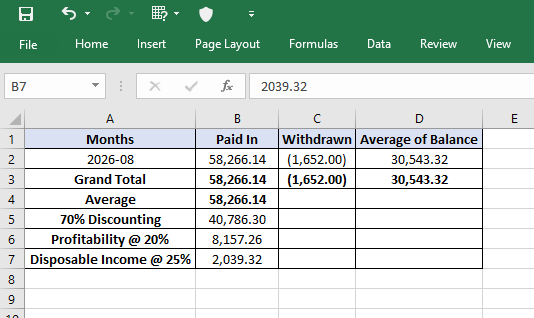 File Home Insert Page Layout Formulas Data Review View
B7 fx 2039.32
A B C D E
1 Months Paid In Withdrawn Average of Balance
2 2026-08 58,266.14 (1,652.00) 30,543.32
3 Grand Total 58,266.14 (1,652.00) 30,543.32
4 Average 58,266.14
5 70% Discounting 40,786.30
6 Profitability @ 20% 8,157.26
7 Disposable Income @ 25% 2,039.32
8
9
10